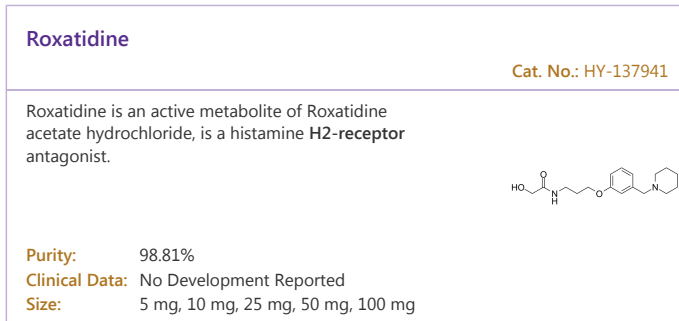 Roxatidine
Cat. No.: HY-137941
Roxatidine is an active metabolite of Roxatidine
acetate hydrochloride, is a histamine H2-receptor
antagonist.
O
HO
N
H
O
N
Purity: 98.81%
Clinical Data: No Development Reported
Size: 5 mg, 10 mg, 25 mg, 50 mg, 100 mg